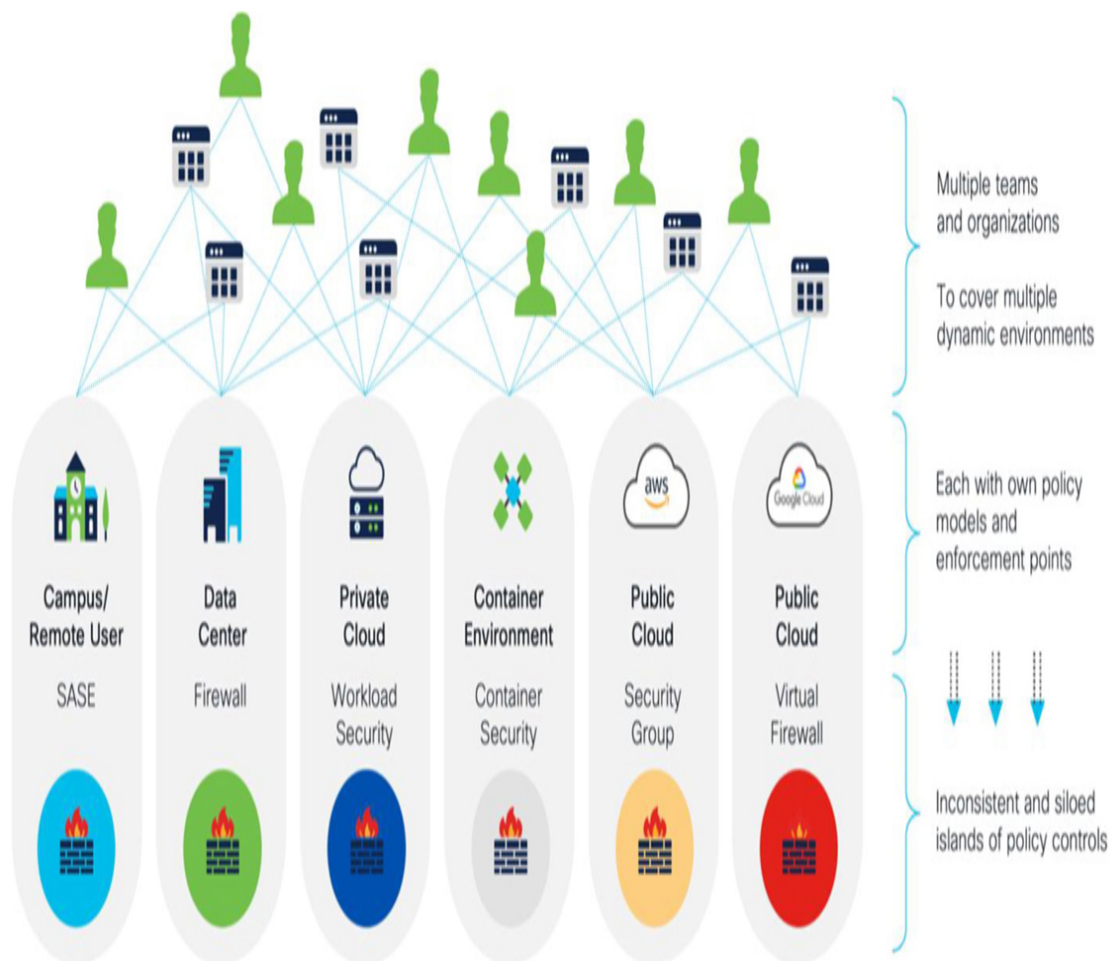 Multiple teams
and organizations
To cover multiple
dynamic environments
aws
Google Cloud
Campus/
Remote User
SASE
Data
Center
Firewall
Private
Cloud
Workload
Security
Container
Environment
Container
Security
Public
Cloud
Security
Group
Public
Cloud
Virtual
Firewall
Each with own policy
models and
enforcement points
Inconsistent and siloed
islands of policy controls